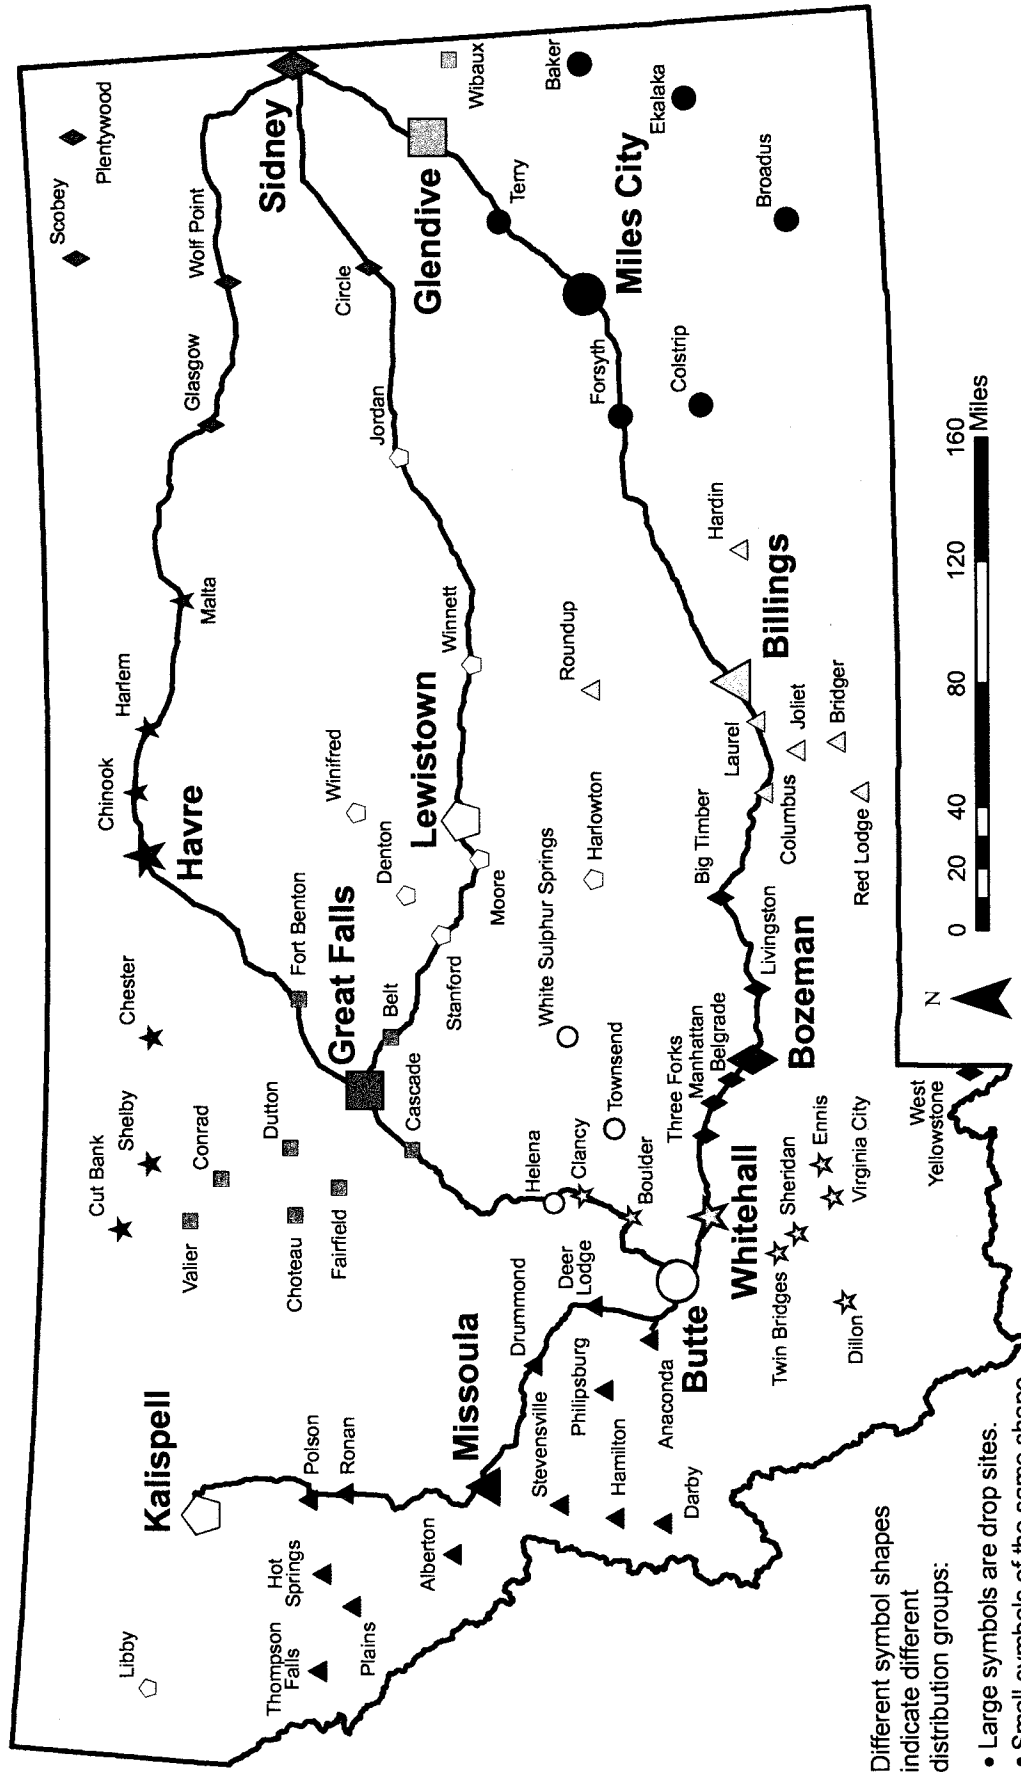 Scobey
Plentywood
Wolf Point
Glasgow
Sidney
Wibaux
Circle
Glendive
Baker
Terry
Ekalaka
Jordan
Miles City
Broadus
Forsyth
Colstrip
Malta
Harlem
Chinook
Havre
Winnett
Hardin
Billings
Roundup
Winifred
Lewistown
Denton
Laurel
Joliet
Bridger
Columbus
Red Lodge
Harlowton
Big Timber
Moore
Fort Benton
Great Falls
Stanford
White Sulphur Springs
Livingston
Bozeman
Chester
Belt
Cascade
Townsend
Belgrade
Manhattan
Three Forks
Shelby
Cut Bank
Conrad
Dutton
Valier
Choteau
Fairfield
Helena
Clancy
Boulder
Whitehall
Sheridan
Ennis
Virginia City
West
Yellowstone
Twin Bridges
Dillon
Deer
Lodge
Drummond
Butte
Philipsburg
Anaconda
Kalispell
Polson
Ronan
Missoula
Stevensville
Hamilton
Darby
Libby
Hot
Springs
Thompson
Falls
Plains
Alberton
N
0 20 40 80 120 160
Miles
Different symbol shapes
indicate different
distribution groups:
• Large symbols are drop sites.
• Small symbols of the same shape